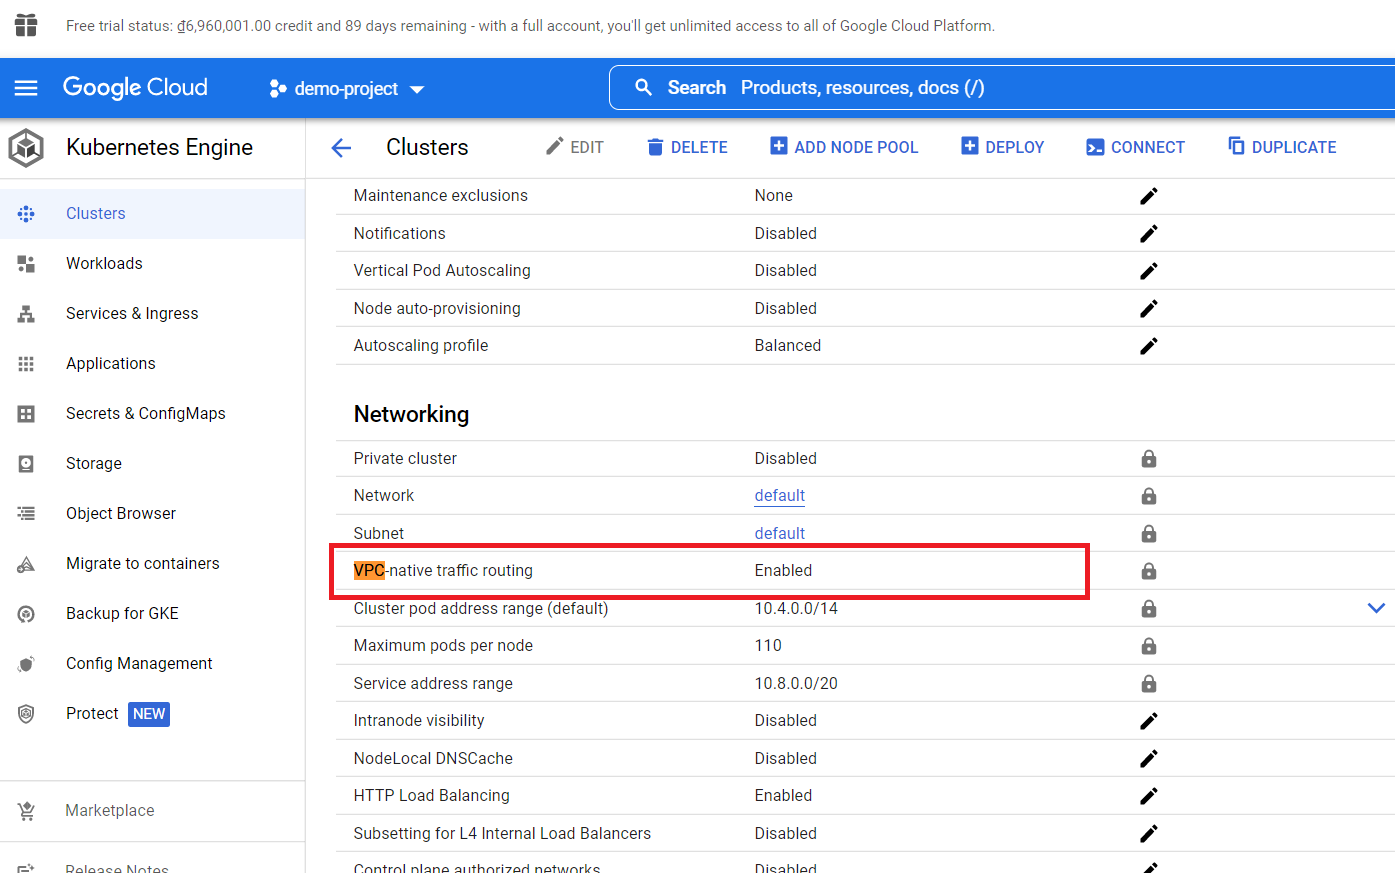 Free trial status: ₫6,960,001.00 credit and 89 days remaining - with a full account, you'll get unlimited access to all of Google Cloud Platform.
Google Cloud
demo-project
Search Products, resources, docs (/)
Kubernetes Engine
Clusters
EDIT
DELETE
ADD NODE POOL
DEPLOY
CONNECT
DUPLICATE
Clusters
Workloads
Services & Ingress
Applications
Secrets & ConfigMaps
Storage
Object Browser
Migrate to containers
Backup for GKE
Config Management
Protect NEW
Marketplace
Release Notes
Maintenance exclusions None
Notifications Disabled
Vertical Pod Autoscaling Disabled
Node auto-provisioning Disabled
Autoscaling profile Balanced
Networking
Private cluster Disabled
Network default
Subnet default
VPC-native traffic routing Enabled
Cluster pod address range (default) 10.4.0.0/14
Maximum pods per node 110
Service address range 10.8.0.0/20
Intranode visibility Disabled
NodeLocal DNSCache Disabled
HTTP Load Balancing Enabled
Subsetting for L4 Internal Load Balancers Disabled
Control plane authorized networks Disabled